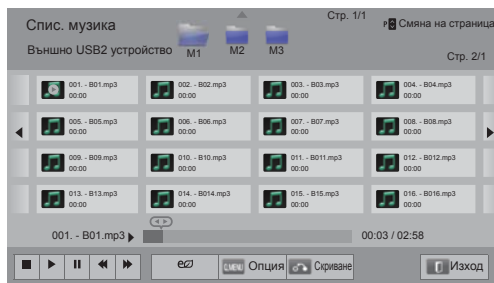 Спис. музика
Стр. 1/1
P Смяна на страница
Външно USB2 устройство
M1
M2
M3
Стр. 2/1
001. - B01.mp3
00:00
002. - B02.mp3
00:00
003. - B03.mp3
00:00
004. - B04.mp3
00:00
005. - B05.mp3
00:00
006. - B06.mp3
00:00
007. - B07.mp3
00:00
008. - B08.mp3
00:00
009. - B09.mp3
00:00
010. - B10.mp3
00:00
011. - B011.mp3
00:00
012. - B012.mp3
00:00
013. - B13.mp3
00:00
014. - B014.mp3
00:00
015. - B15.mp3
00:00
016. - B016.mp3
00:00
001. - B01.mp3
00:03 / 02:58
Q.MENU Опция
Скриване
Изход